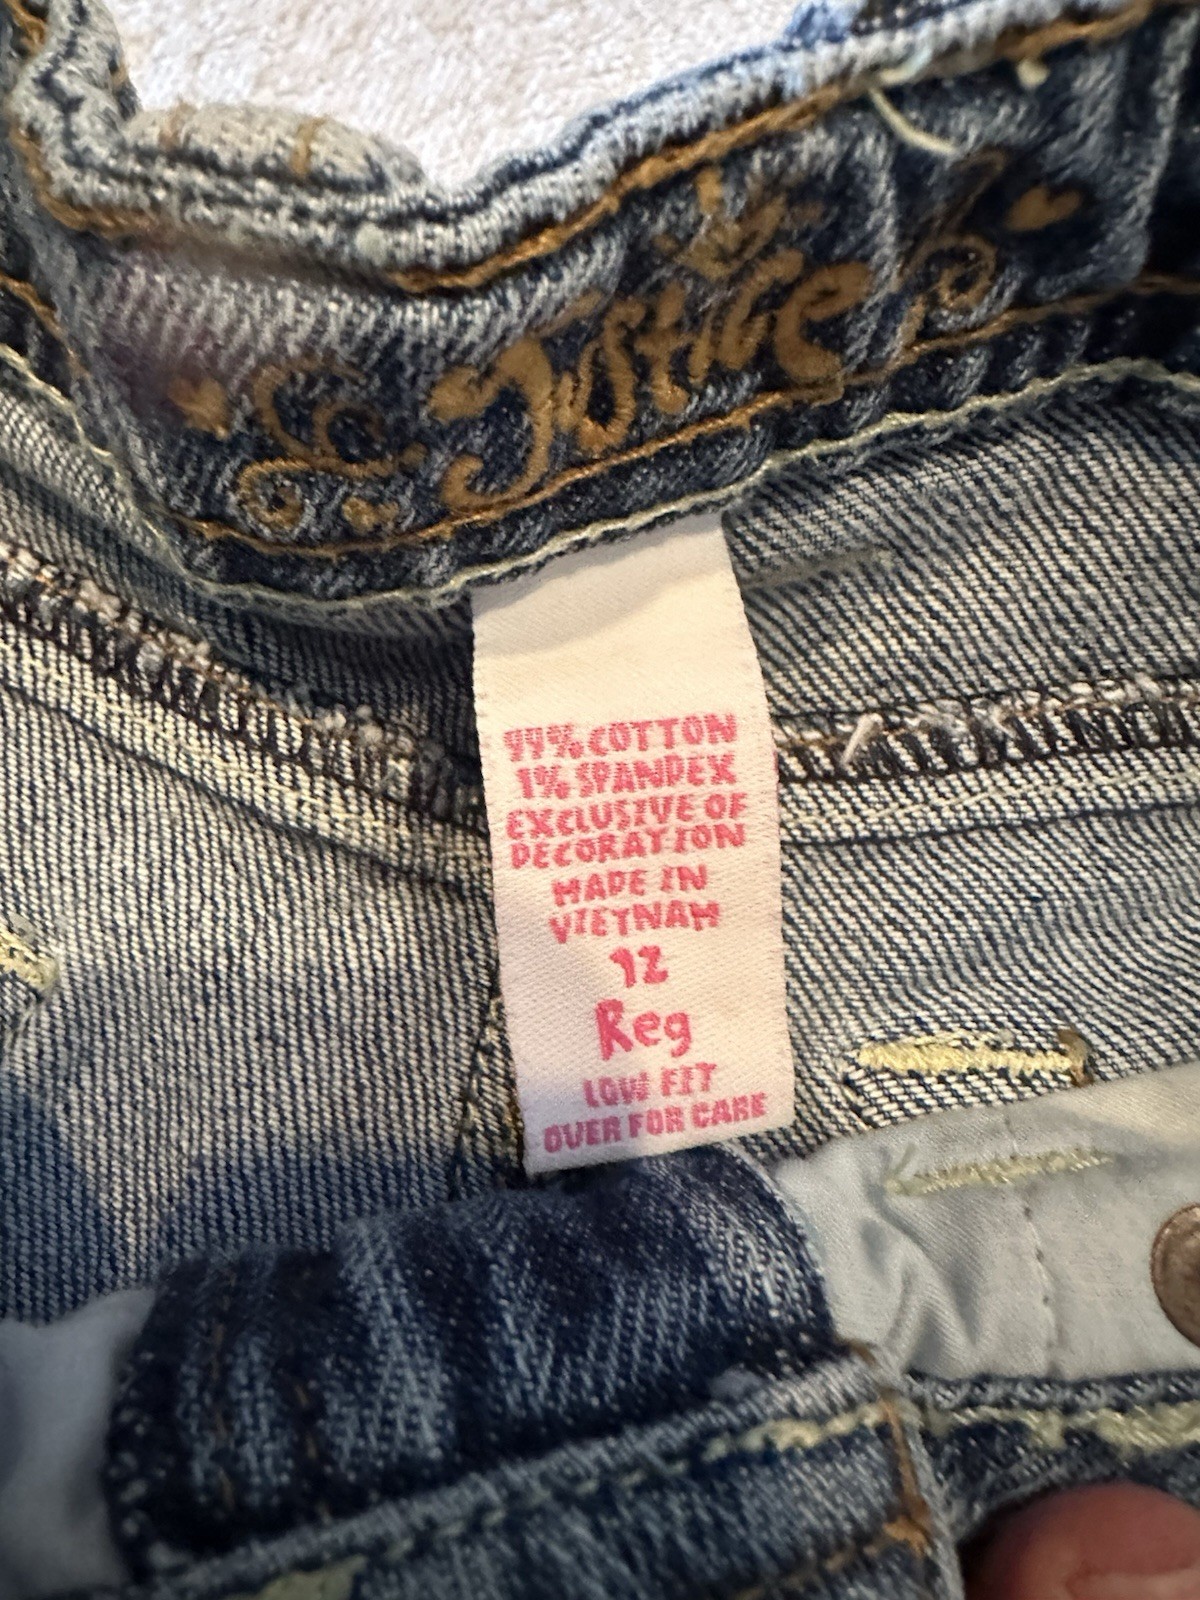 Justice
99% COTTON
1% SPANDEX
EXCLUSIVE OF
DECORATION
MADE IN
VIETNAM
12
Reg
LOW FIT
OVER FOR CARE